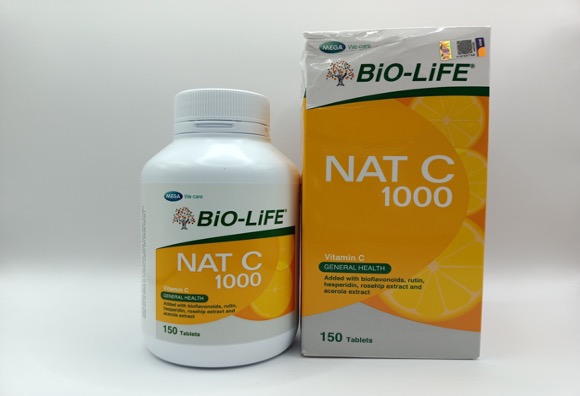 MEGA We care
BiO-LiFE®
NAT C
1000
Vitamin C
GENERAL HEALTH
Added with bioflavonoids, rutin,
hesperidin, rosehip extract and
acerola extract
150 Tablets
MEGA We care
BiO-LiFE®
NAT C
1000
Vitamin C
GENERAL HEALTH
Added with bioflavonoids, rutin,
hesperidin, rosehip extract and
acerola extract
150 Tablets